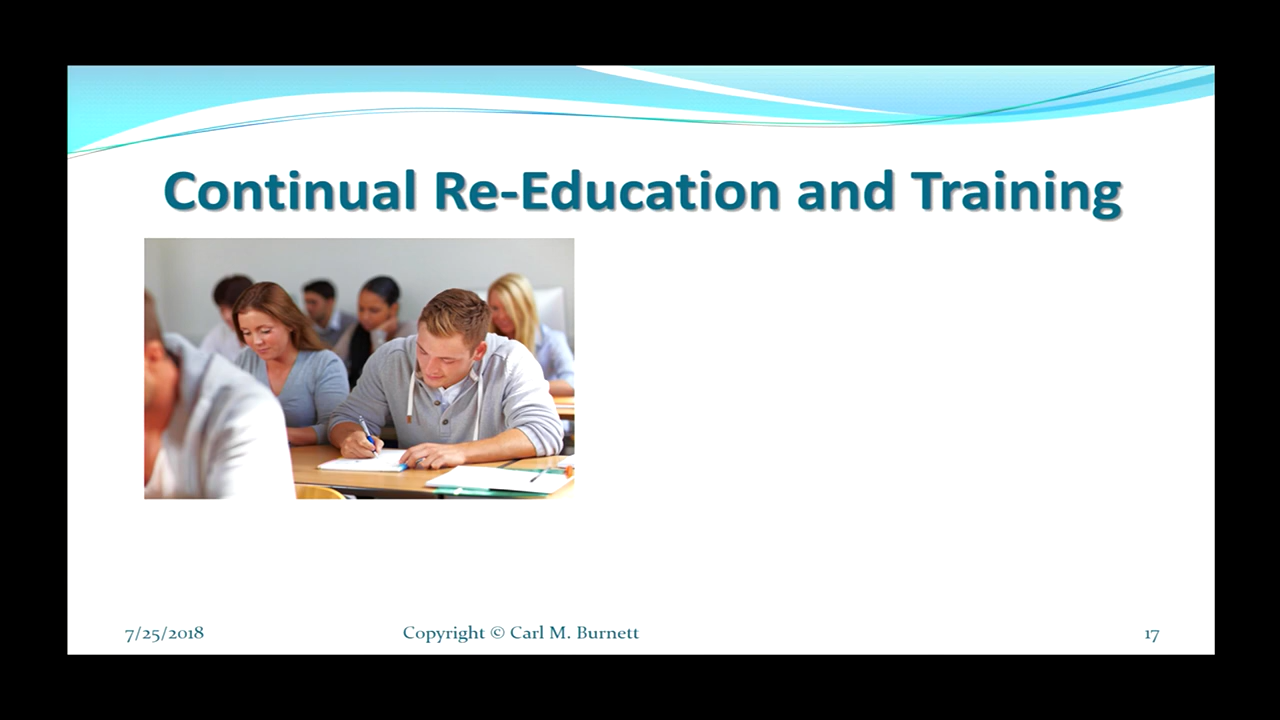 Continual Re-Education and Training
7/25/2018
Copyright © Carl M. Burnett
17